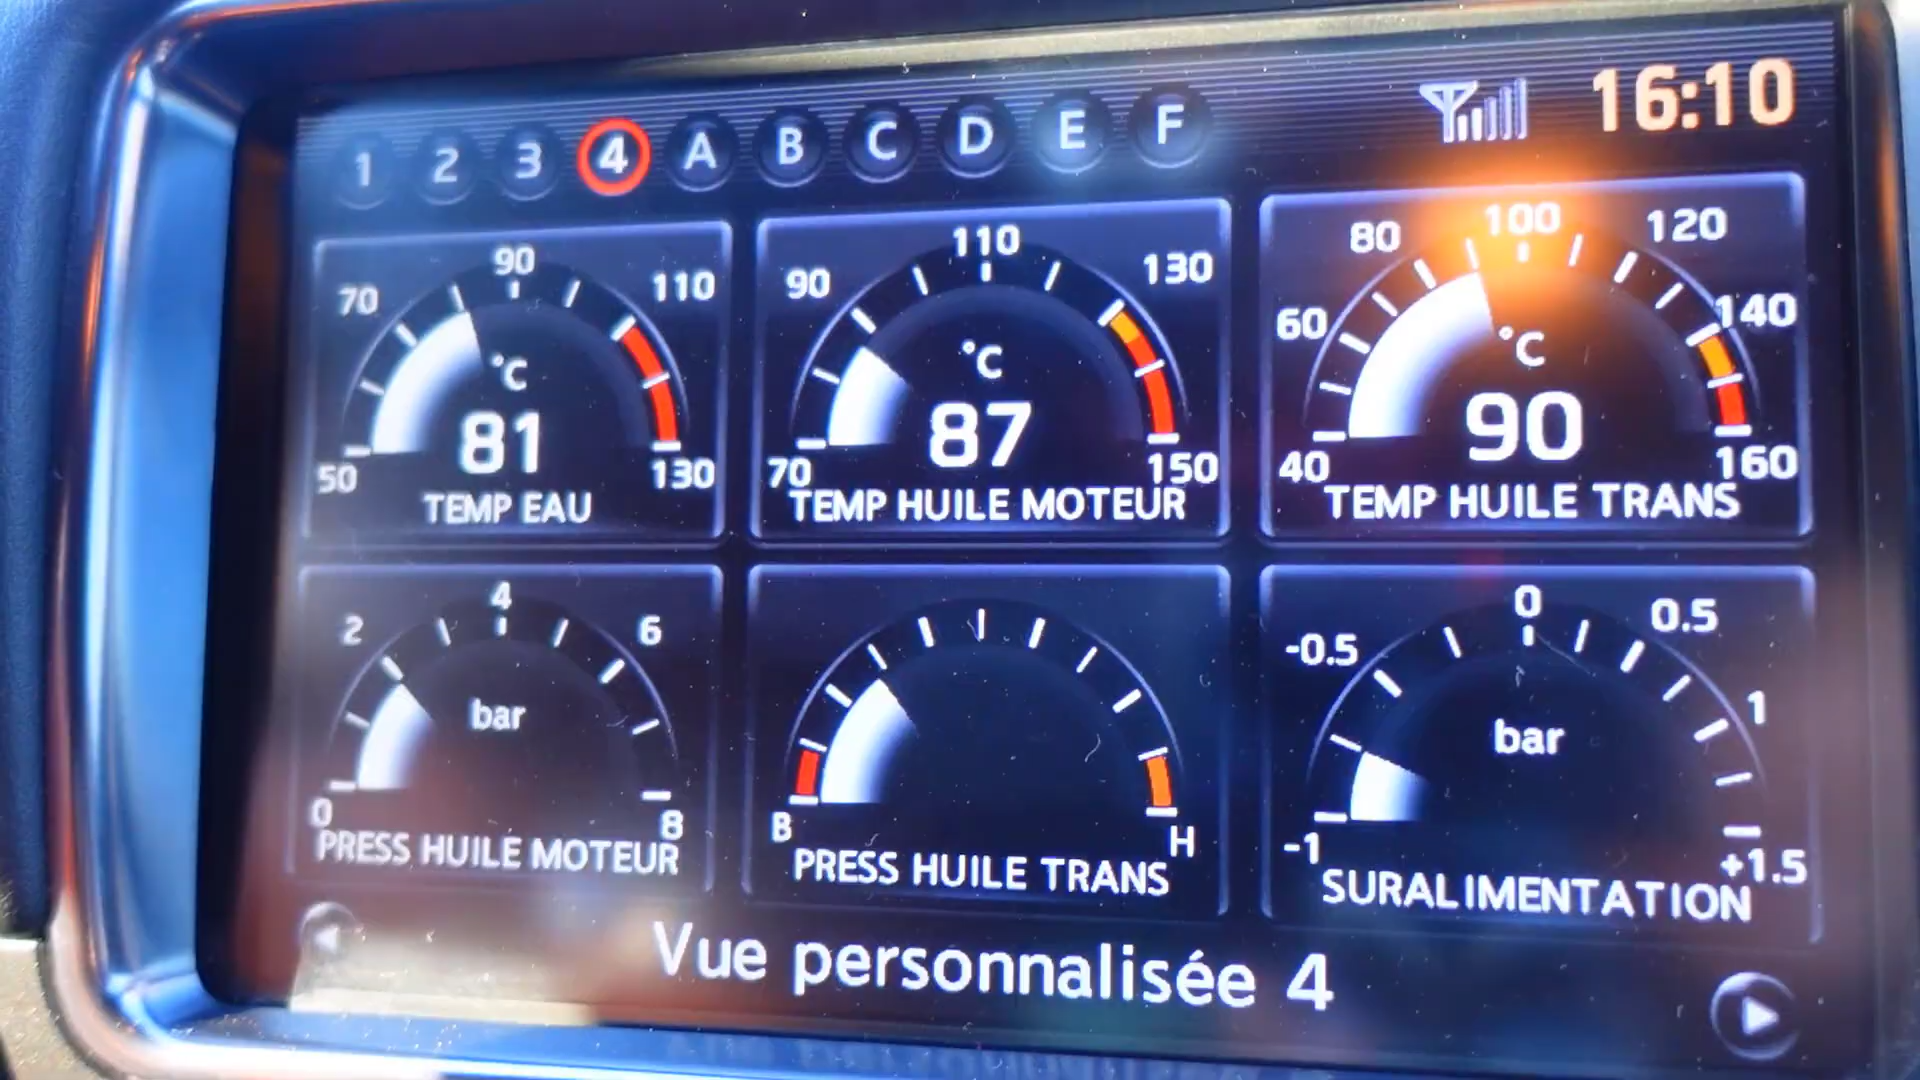 1 2 3 4 A B C D E F 16:10
50 70 90 110 130
°C
81
TEMP EAU
70 90 110 130 150
°C
87
TEMP HUILE MOTEUR
40 60 80 100 120 140 160
°C
90
TEMP HUILE TRANS
0 2 4 6 8
bar
PRESS HUILE MOTEUR
B H
PRESS HUILE TRANS
-1 -0.5 0 0.5 1 +1.5
bar
SURALIMENTATION
Vue personnalisée 4